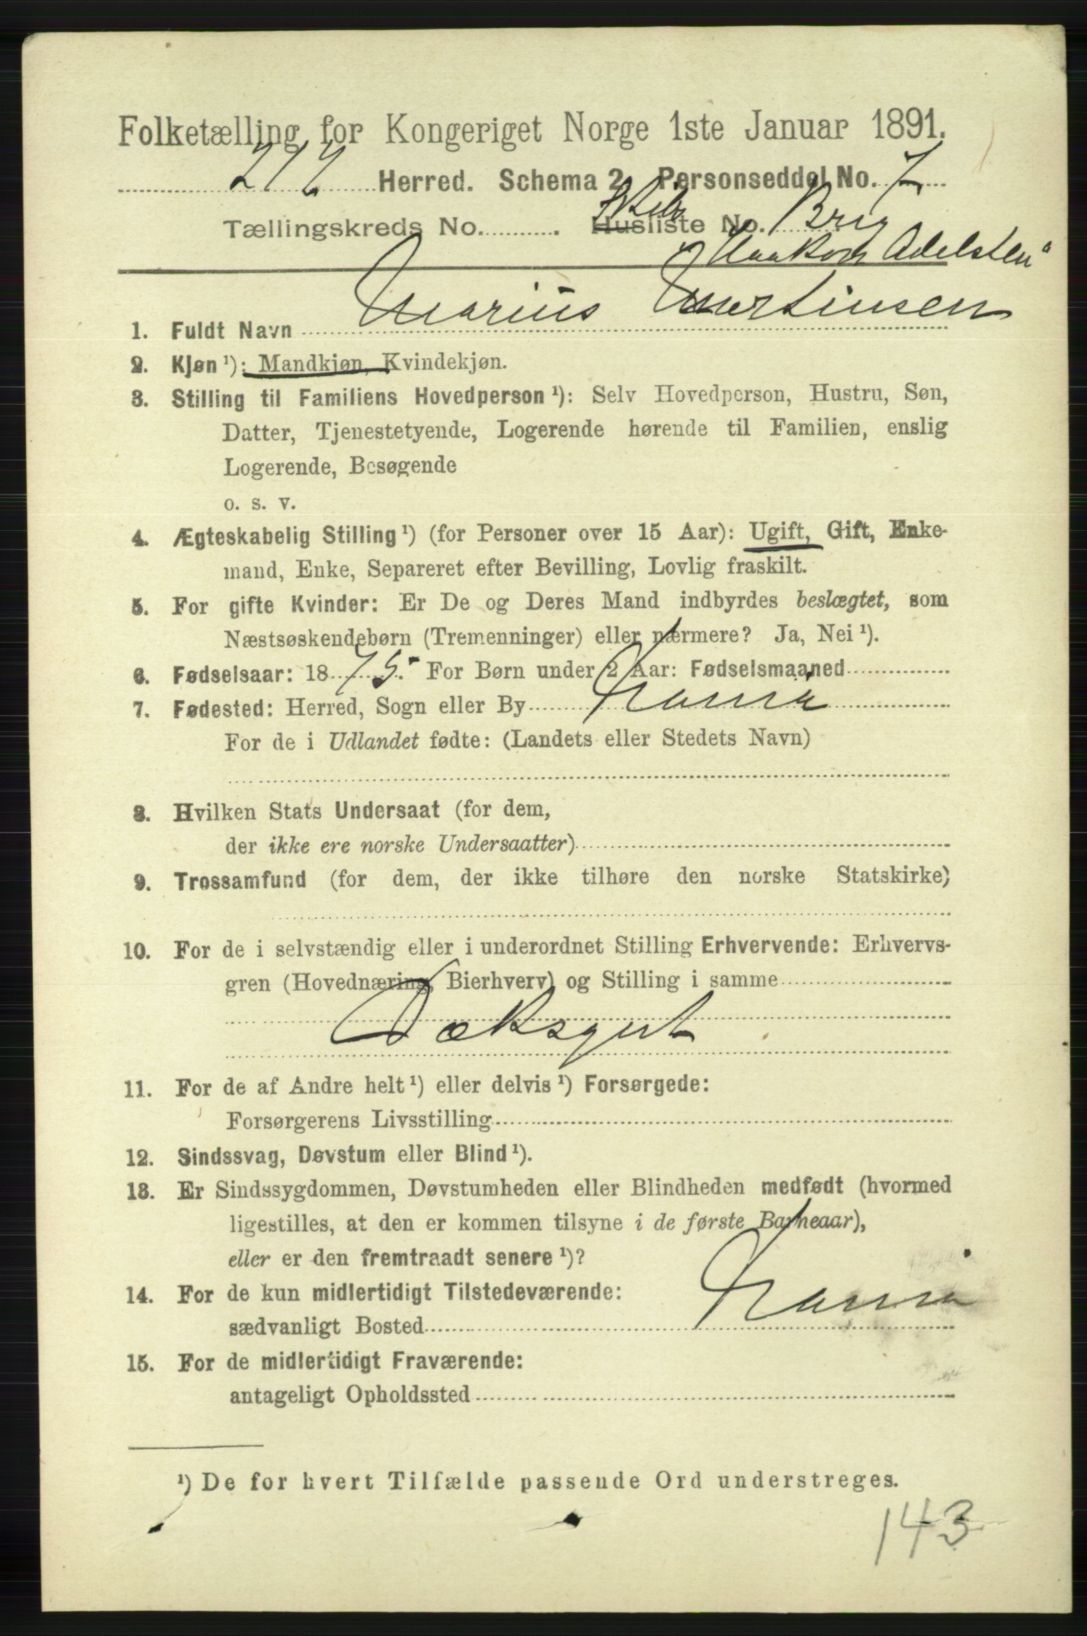 Folketælling for Kongeriget Norge 1ste Januar 1891.
212 Herred. Schema 2. Personseddel No. 7
Tællingskreds No. . Husliste No. Brig
"Haakon Adelsten"
1. Fuldt Navn Marius Mortinsen
2. Kjøn ¹): Mandkjøn, Kvindekjøn.
3. Stilling til Familiens Hovedperson ¹): Selv Hovedperson, Hustru, Søn,
Datter, Tjenestetyende, Logerende hørende til Familien, enslig
Logerende, Besøgende
o. s. v.
4. Ægteskabelig Stilling ¹) (for Personer over 15 Aar): Ugift, Gift, Enke-
mand, Enke, Separeret efter Bevilling, Lovlig fraskilt.
5. For gifte Kvinder: Er De og Deres Mand indbyrdes beslægtet, som
Næstsøskendebørn (Tremenninger) eller nærmere? Ja, Nei ¹).
6. Fødselsaar: 1875. For Børn under 2 Aar: Fødselsmaaned
7. Fødested: Herred, Sogn eller By
For de i Udlandet fødte: (Landets eller Stedets Navn)
8. Hvilken Stats Undersaat (for dem,
der ikke ere norske Undersaatter)
9. Trossamfund (for dem, der ikke tilhøre den norske Statskirke)
10. For de i selvstændig eller i underordnet Stilling Erhvervende: Erhvervs-
gren (Hovednæring, Bierhverv) og Stilling i samme
Dæksgut
11. For de af Andre helt ¹) eller delvis ¹) Forsørgede:
Forsørgerens Livsstilling
12. Sindssvag, Døvstum eller Blind ¹).
13. Er Sindssygdommen, Døvstumheden eller Blindheden medfødt (hvormed
ligestilles, at den er kommen tilsyne i de første Barneaar),
eller er den fremtraadt senere ¹)?
14. For de kun midlertidigt Tilstedeværende:
sædvanligt Bosted
15. For de midlertidigt Fraværende:
antageligt Opholdssted
¹) De for hvert Tilfælde passende Ord understreges.
143